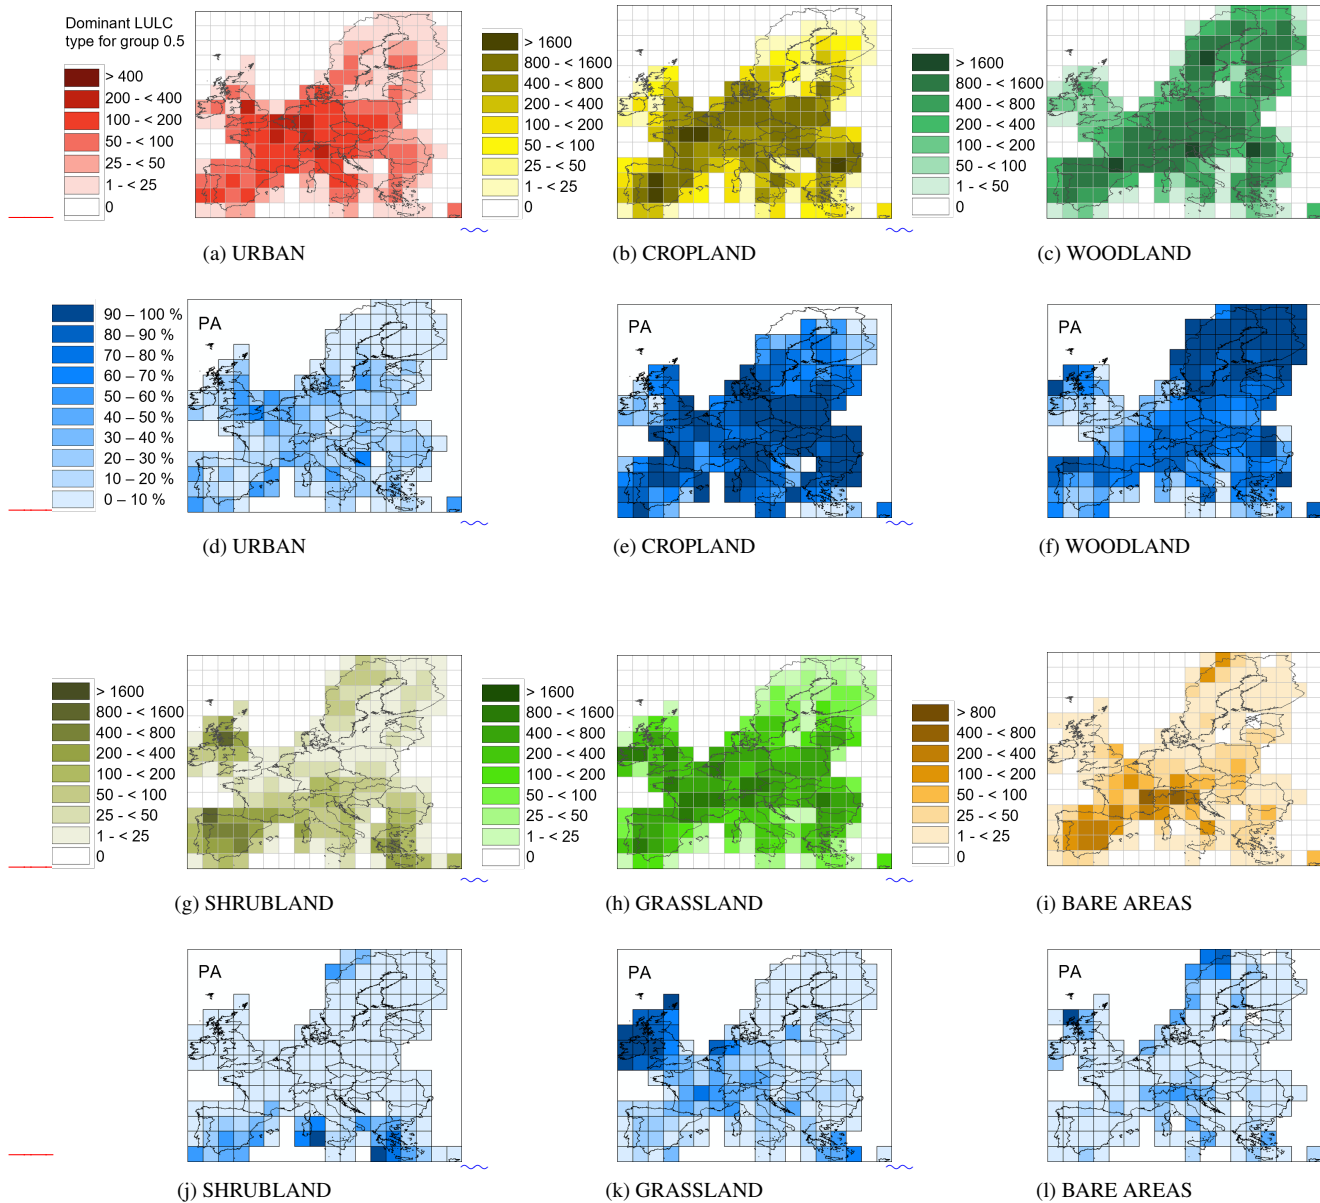 Dominant LULC
type for group 0.5
> 400
200 - < 400
100 - < 200
50 - < 100
25 - < 50
1 - < 25
0
> 1600
800 - < 1600
400 - < 800
200 - < 400
100 - < 200
50 - < 100
25 - < 50
1 - < 25
0
> 1600
800 - < 1600
400 - < 800
200 - < 400
100 - < 200
50 - < 100
1 - < 50
0
(a) URBAN
(b) CROPLAND
(c) WOODLAND
90 – 100 %
80 – 90 %
70 – 80 %
60 – 70 %
50 – 60 %
40 – 50 %
30 – 40 %
20 – 30 %
10 – 20 %
0 – 10 %
PA
PA
PA
(d) URBAN
(e) CROPLAND
(f) WOODLAND
> 1600
800 - < 1600
400 - < 800
200 - < 400
100 - < 200
50 - < 100
25 - < 50
1 - < 25
0
> 1600
800 - < 1600
400 - < 800
200 - < 400
100 - < 200
50 - < 100
25 - < 50
1 - < 25
0
> 800
400 - < 800
200 - < 400
100 - < 200
50 - < 100
25 - < 50
1 - < 25
0
(g) SHRUBLAND
(h) GRASSLAND
(i) BARE AREAS
PA
PA
PA
(j) SHRUBLAND
(k) GRASSLAND
(l) BARE AREAS